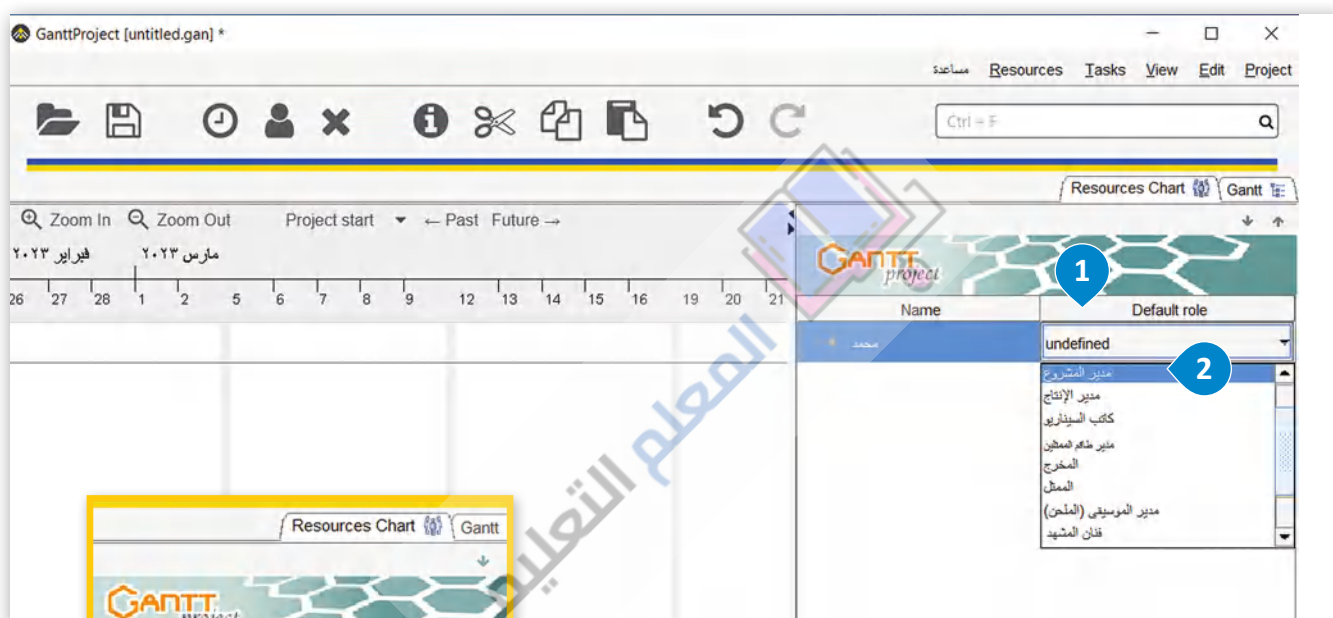 GanttProject [untitled.gan] *
مساعدة Resources Tasks View Edit Project
Ctrl + F
Resources Chart Gantt
Zoom In Zoom Out Project start ← Past Future →
فبراير ٢٠٢٣ مارس ٢٠٢٣
26 27 28 1 2 5 6 7 8 9 12 13 14 15 16 19 20 21
GANTT project
1
Name Default role
محمد undefined
2
مدير المشروع
مدير الإنتاج
كاتب السيناريو
مدير طاقم الممثلين
المخرج
الممثل
مدير الموسيقى (الملحن)
فنان المشهد
Resources Chart Gantt
GANTT project
المعلم التعليمي